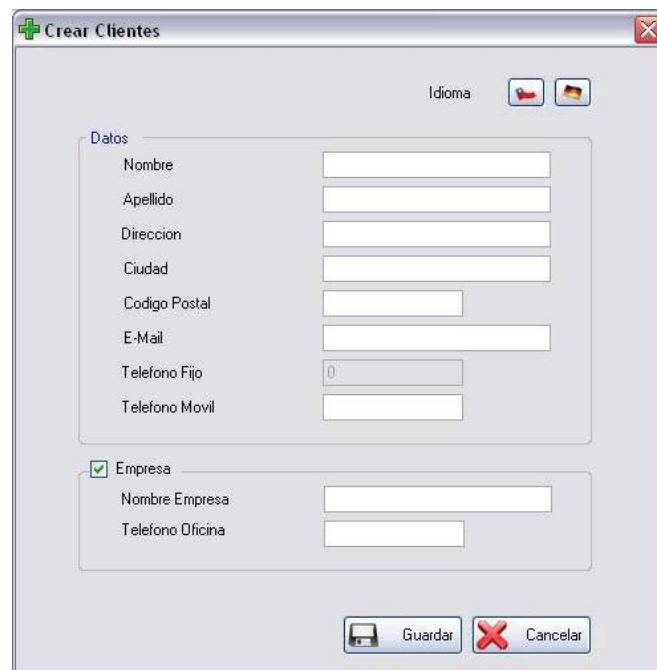 Crear Clientes
Idioma
Datos
Nombre
Apellido
Direccion
Ciudad
Codigo Postal
E-Mail
Telefono Fijo 0
Telefono Movil
Empresa
Nombre Empresa
Telefono Oficina
Guardar Cancelar